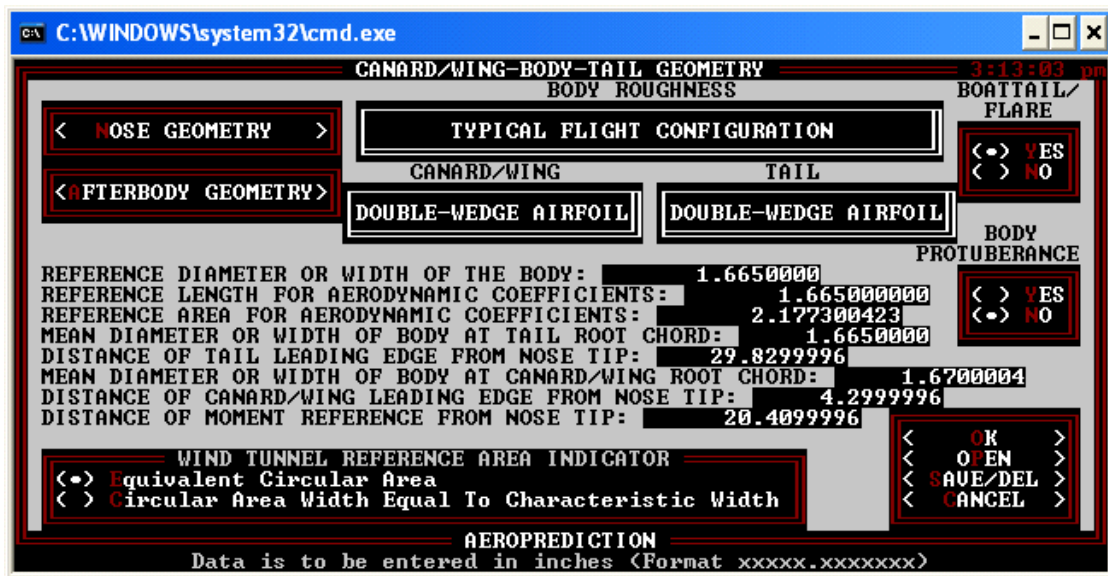 C:\WINDOWS\system32\cmd.exe
CANARD/WING-BODY-TAIL GEOMETRY 3:13:03 pm
BODY ROUGHNESS
BOATTAIL/
FLARE
< NOSE GEOMETRY >
TYPICAL FLIGHT CONFIGURATION
(•) YES
( ) NO
<AFTERBODY GEOMETRY>
CANARD/WING
TAIL
DOUBLE-WEDGE AIRFOIL
DOUBLE-WEDGE AIRFOIL
BODY
PROTUBERANCE
( ) YES
(•) NO
REFERENCE DIAMETER OR WIDTH OF THE BODY: 1.6650000
REFERENCE LENGTH FOR AERODYNAMIC COEFFICIENTS: 1.665000000
REFERENCE AREA FOR AERODYNAMIC COEFFICIENTS: 2.177300423
MEAN DIAMETER OR WIDTH OF BODY AT TAIL ROOT CHORD: 1.6650000
DISTANCE OF TAIL LEADING EDGE FROM NOSE TIP: 29.8299996
MEAN DIAMETER OR WIDTH OF BODY AT CANARD/WING ROOT CHORD: 1.6700004
DISTANCE OF CANARD/WING LEADING EDGE FROM NOSE TIP: 4.2999996
DISTANCE OF MOMENT REFERENCE FROM NOSE TIP: 20.4099996
WIND TUNNEL REFERENCE AREA INDICATOR
(•) Equivalent Circular Area
( ) Circular Area Width Equal To Characteristic Width
< OK >
< OPEN >
< SAVE/DEL >
< CANCEL >
AEROPREDICTION
Data is to be entered in inches (Format xxxxx.xxxxxxx)